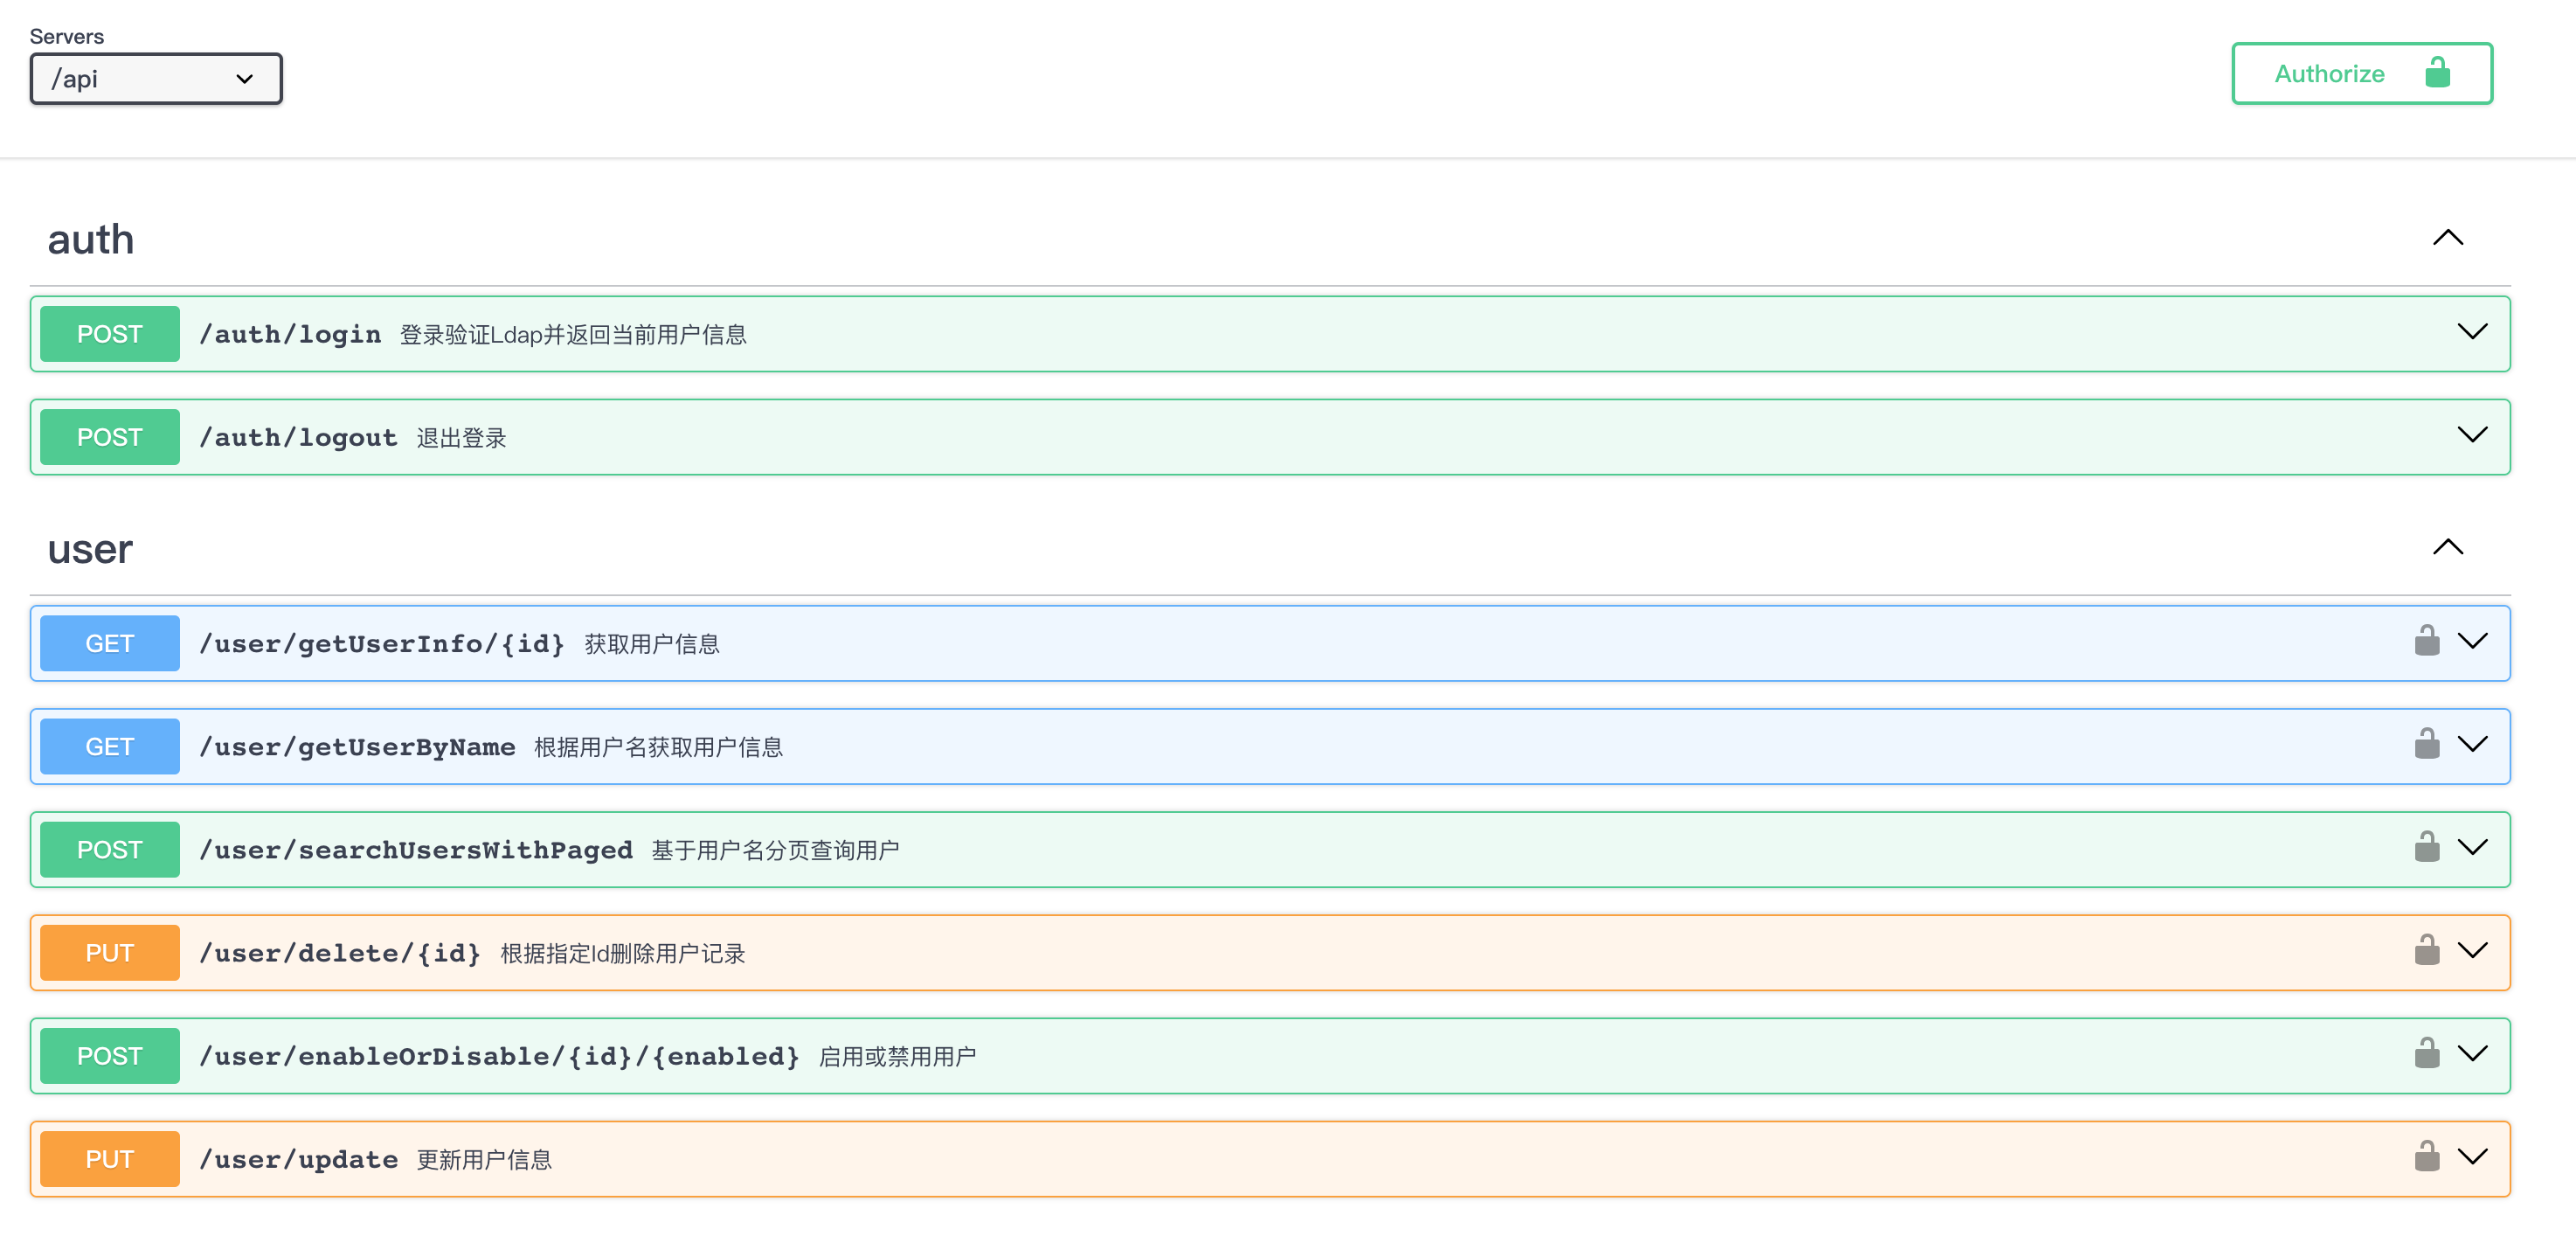 Servers
/api
Authorize
auth
POST /auth/login 登录验证Ldap并返回当前用户信息
POST /auth/logout 退出登录
user
GET /user/getUserInfo/{id} 获取用户信息
GET /user/getUserByName 根据用户名获取用户信息
POST /user/searchUsersWithPaged 基于用户名分页查询用户
PUT /user/delete/{id} 根据指定Id删除用户记录
POST /user/enableOrDisable/{id}/{enabled} 启用或禁用用户
PUT /user/update 更新用户信息